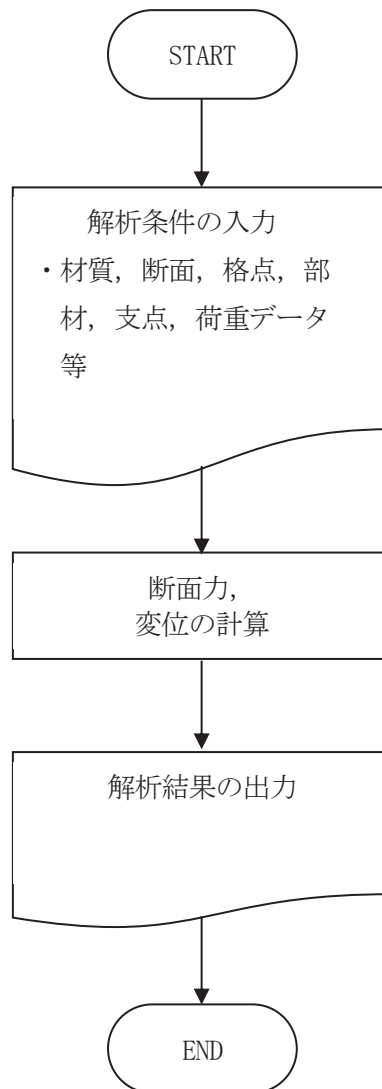 START
解析条件の入力
・材質，断面，格点，部
材，支点，荷重データ
等
断面力，
変位の計算
解析結果の出力
END